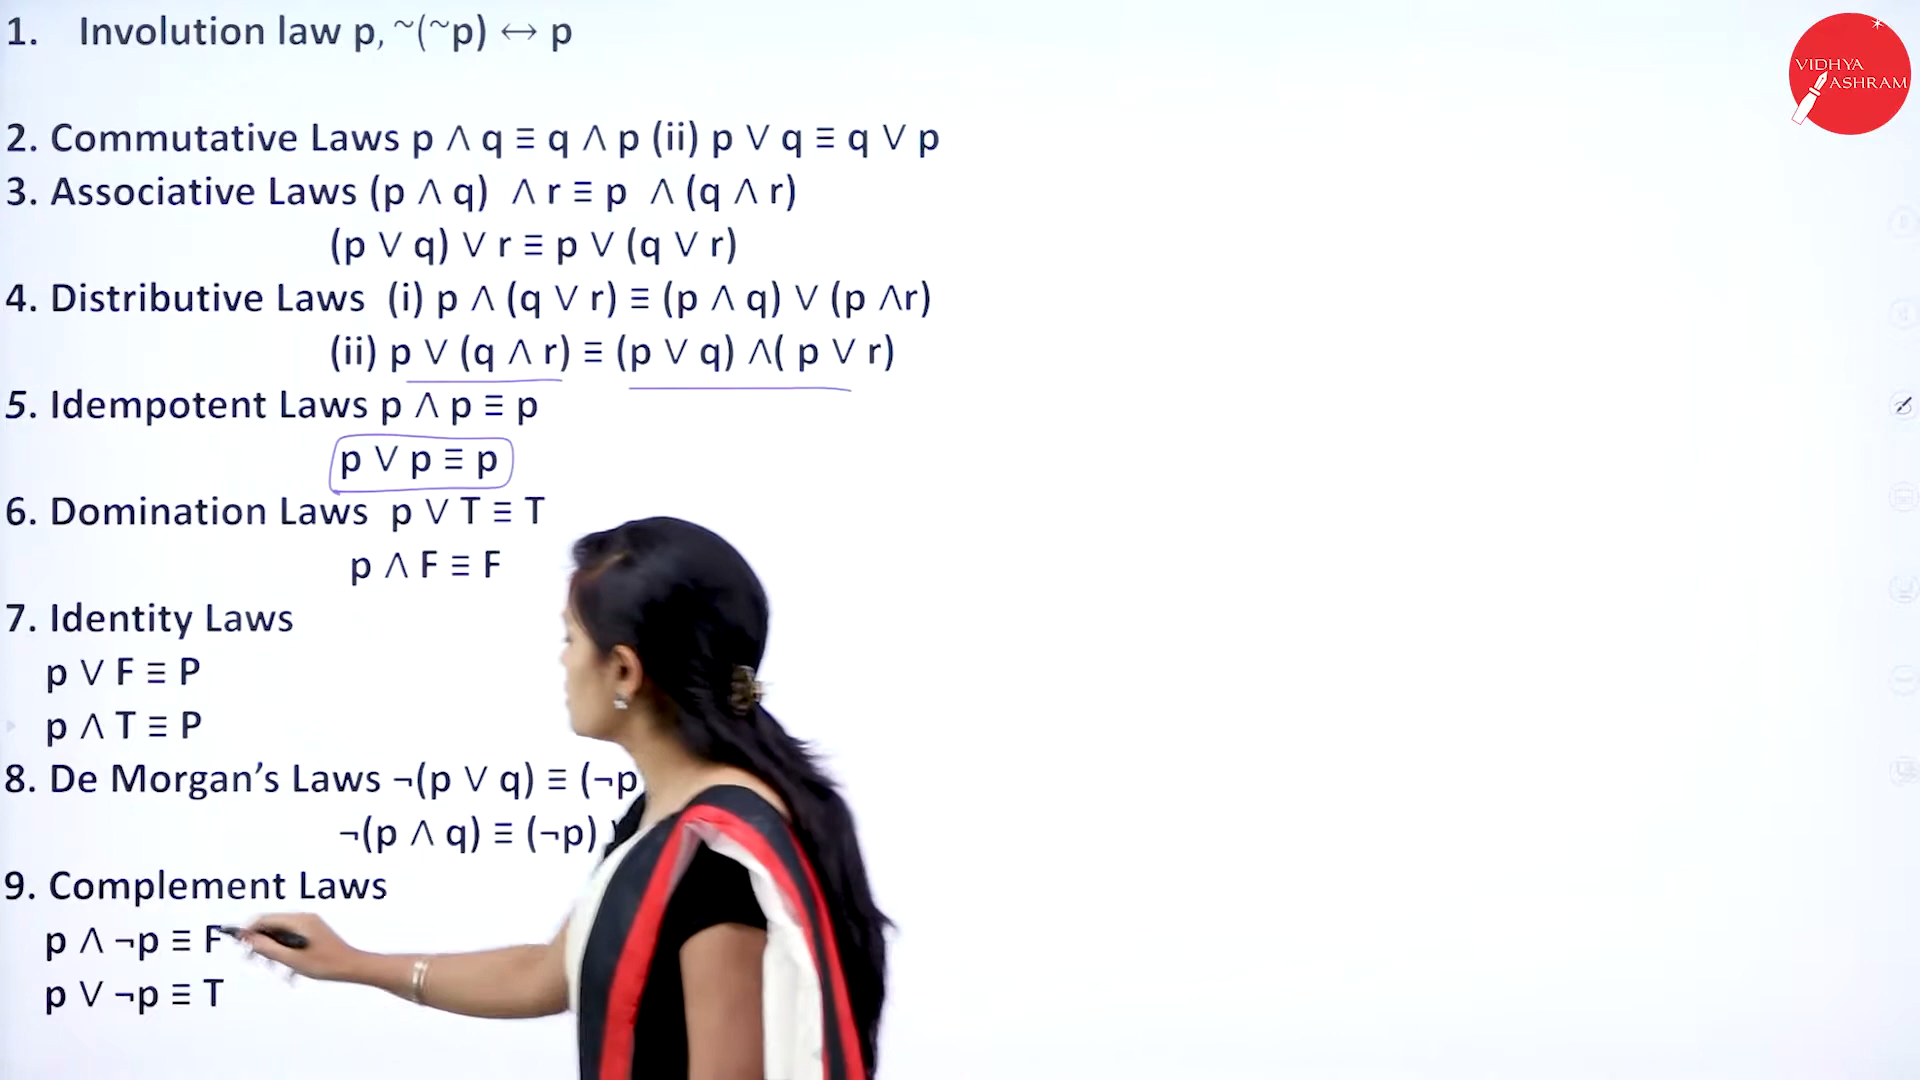 1. Involution law p, ~(~p) ↔ p
2. Commutative Laws p ∧ q ≡ q ∧ p (ii) p ∨ q ≡ q ∨ p
3. Associative Laws (p ∧ q) ∧ r ≡ p ∧ (q ∧ r)
(p ∨ q) ∨ r ≡ p ∨ (q ∨ r)
4. Distributive Laws (i) p ∧ (q ∨ r) ≡ (p ∧ q) ∨ (p ∧r)
(ii) p ∨ (q ∧ r) ≡ (p ∨ q) ∧( p ∨ r)
5. Idempotent Laws p ∧ p ≡ p
p ∨ p ≡ p
6. Domination Laws p ∨ T ≡ T
p ∧ F ≡ F
7. Identity Laws
p ∨ F ≡ P
p ∧ T ≡ P
8. De Morgan’s Laws ¬(p ∨ q) ≡ (¬p
¬(p ∧ q) ≡ (¬p)
9. Complement Laws
p ∧ ¬p ≡ F
p ∨ ¬p ≡ T
VIDHYA
ASHRAM